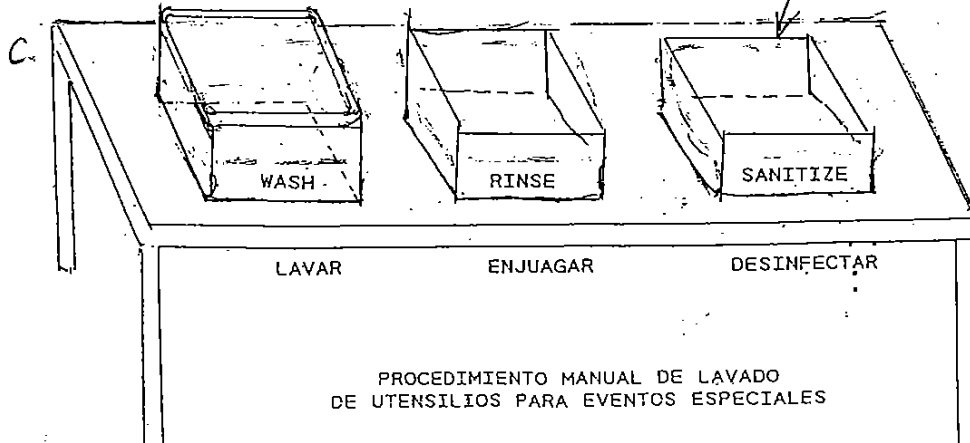 C.
WASH RINSE SANITIZE
LAVAR ENJUAGAR DESINFECTAR
PROCEDIMIENTO MANUAL DE LAVADO
DE UTENSILIOS PARA EVENTOS ESPECIALES